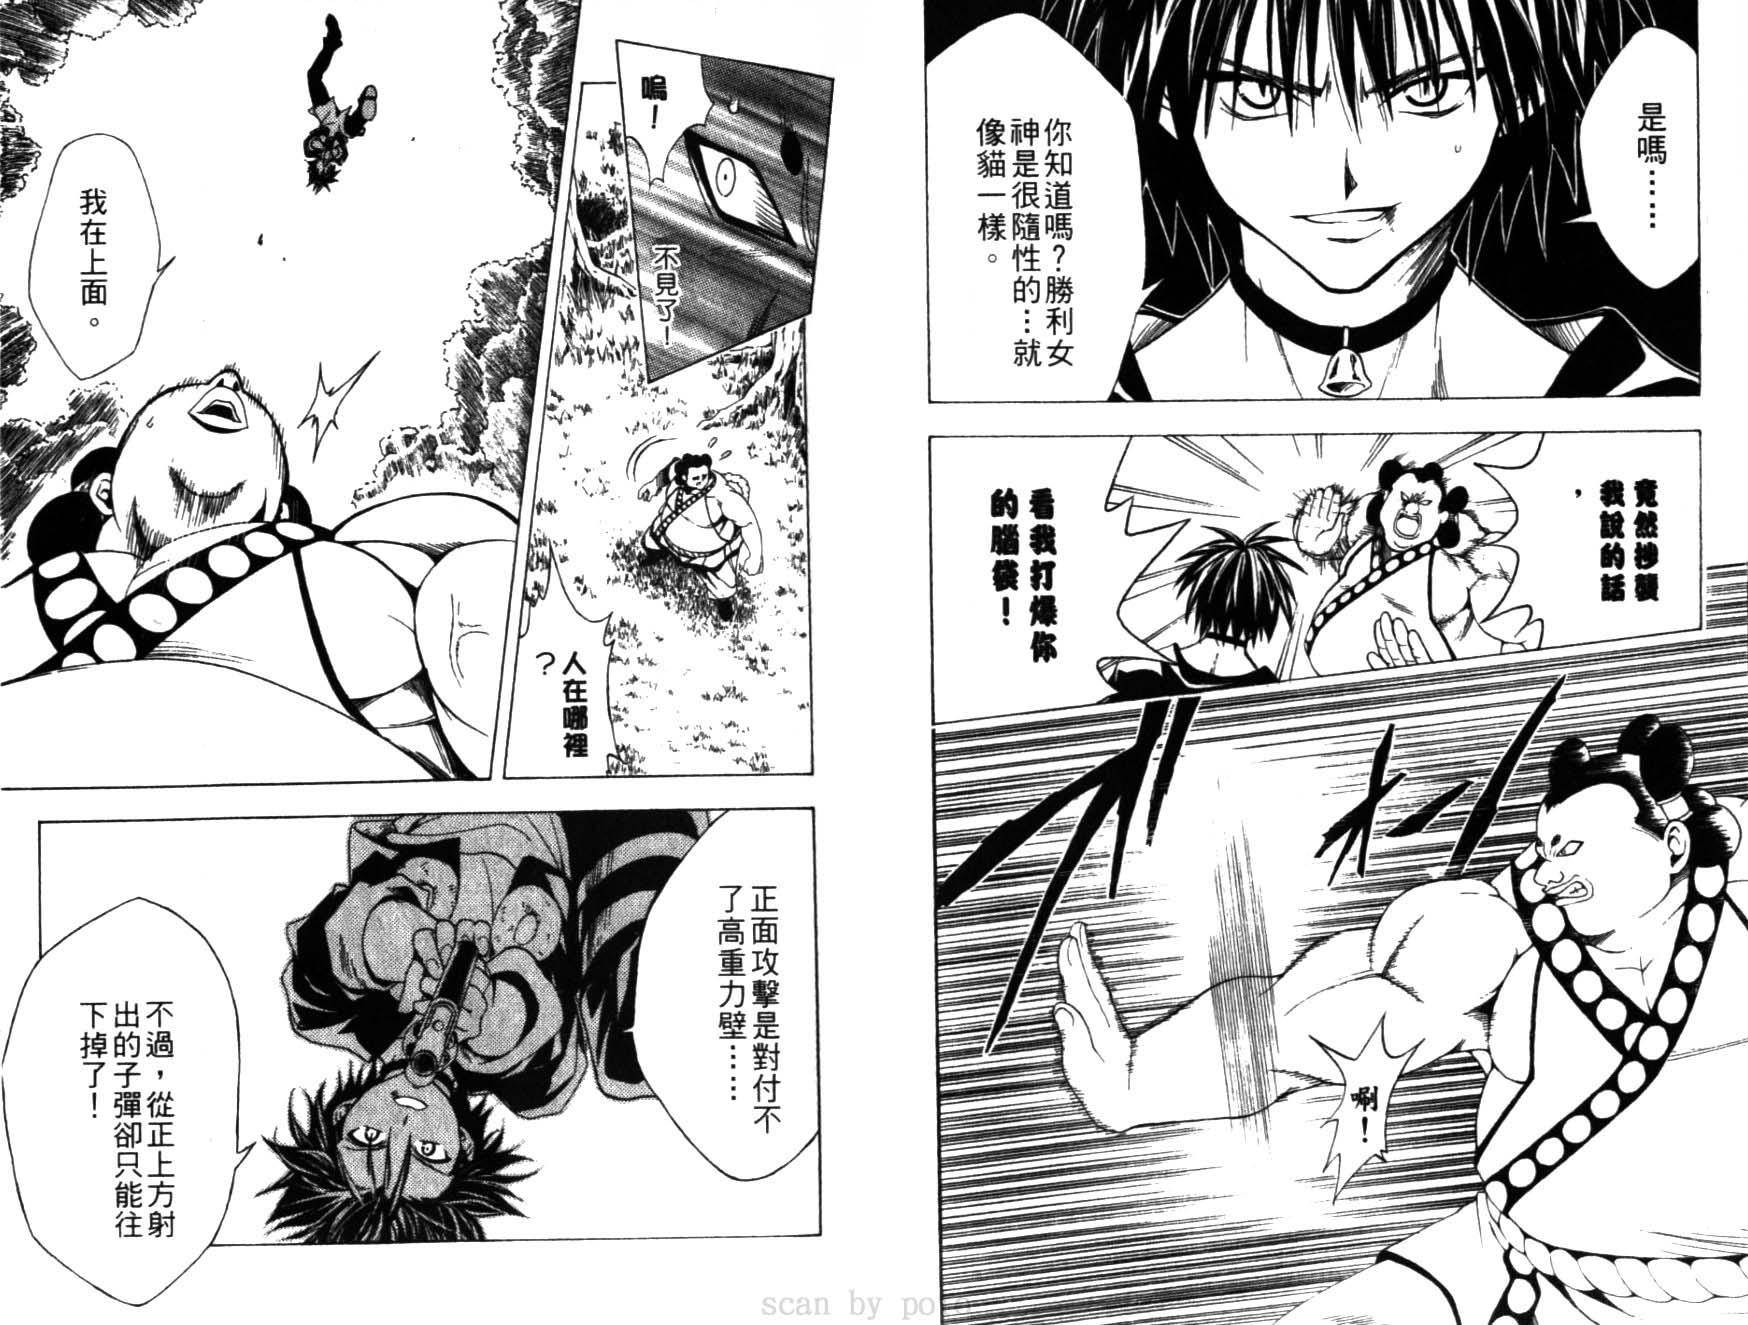 是嗎……
你知道嗎？勝利女
神是很隨性的…就
像貓一樣。
竟然抄襲
我說的話
，
看我打爆你
的腦袋！
唰！
嗚！
不見了！
人在哪裡
？
我在上面。
正面攻擊是對付不
了高重力壁……
不過，從正上方射
出的子彈卻只能往
下掉了！
scan by po